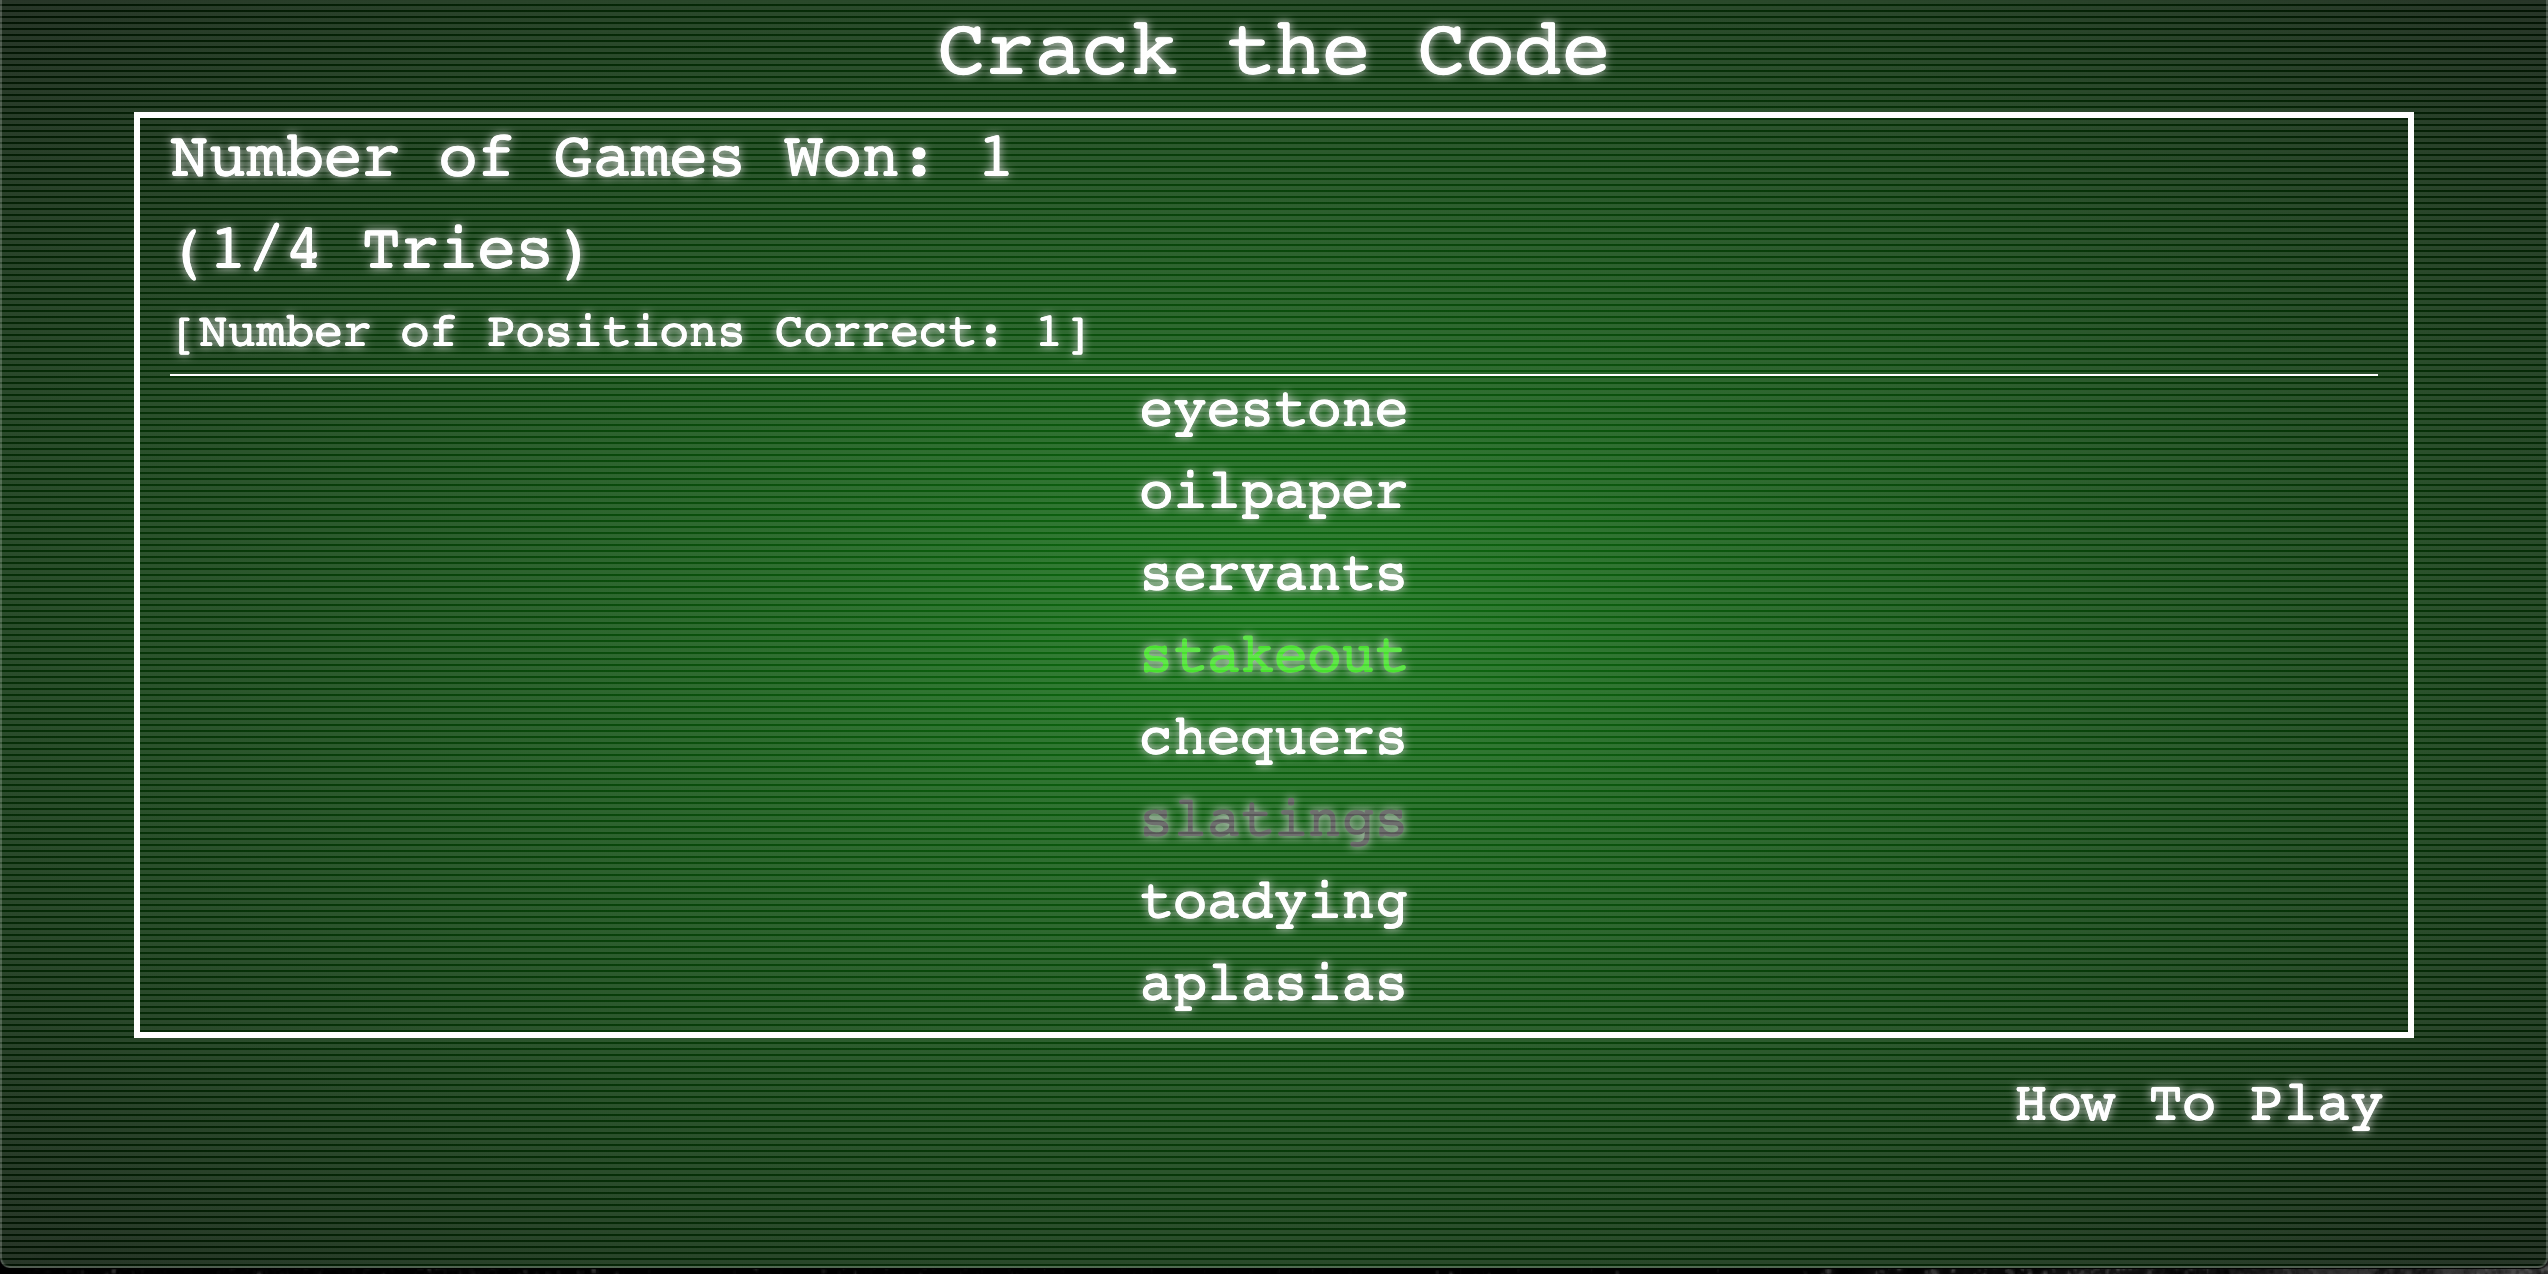 Crack the Code
Number of Games Won: 1
(1/4 Tries)
[Number of Positions Correct: 1]
eyestone
oilpaper
servants
stakeout
chequers
slatings
toadying
aplasias
How To Play